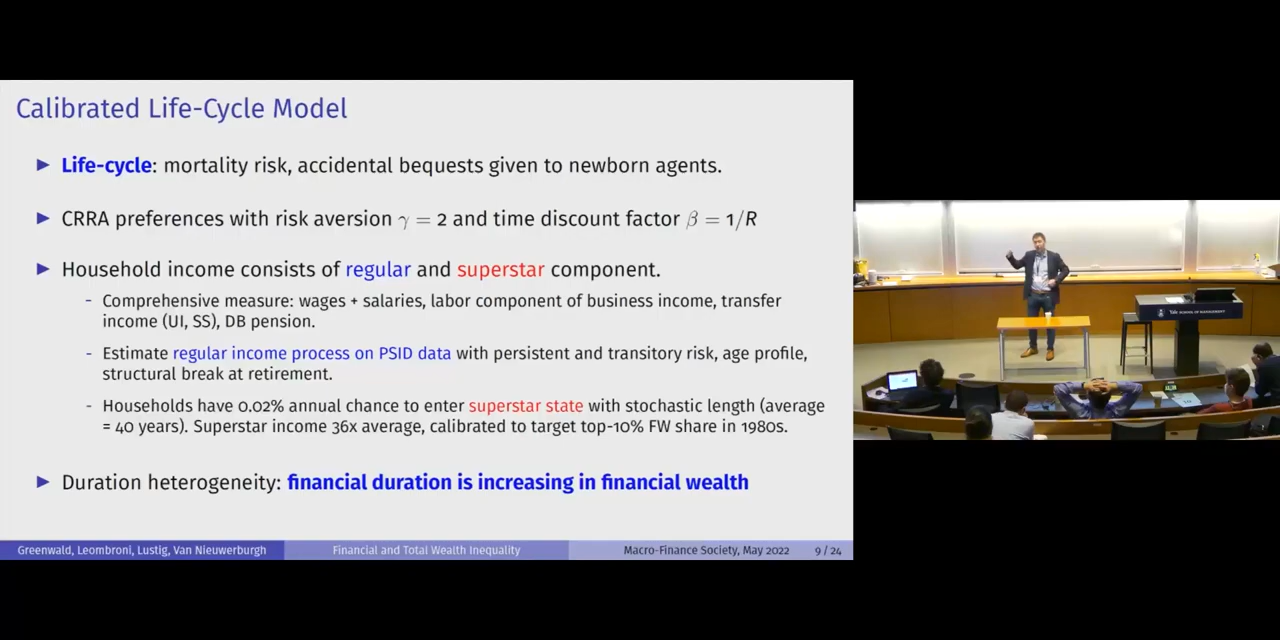 Calibrated Life-Cycle Model
▶ Life-cycle: mortality risk, accidental bequests given to newborn agents.
▶ CRRA preferences with risk aversion γ = 2 and time discount factor β = 1/R
▶ Household income consists of regular and superstar component.
- Comprehensive measure: wages + salaries, labor component of business income, transfer
income (UI, SS), DB pension.
- Estimate regular income process on PSID data with persistent and transitory risk, age profile,
structural break at retirement.
- Households have 0.02% annual chance to enter superstar state with stochastic length (average
= 40 years). Superstar income 36x average, calibrated to target top-10% FW share in 1980s.
▶ Duration heterogeneity: financial duration is increasing in financial wealth
Greenwald, Leombroni, Lustig, Van Nieuwerburgh
Financial and Total Wealth Inequality
Macro-Finance Society, May 2022
9 / 24
Yale SCHOOL OF MANAGEMENT